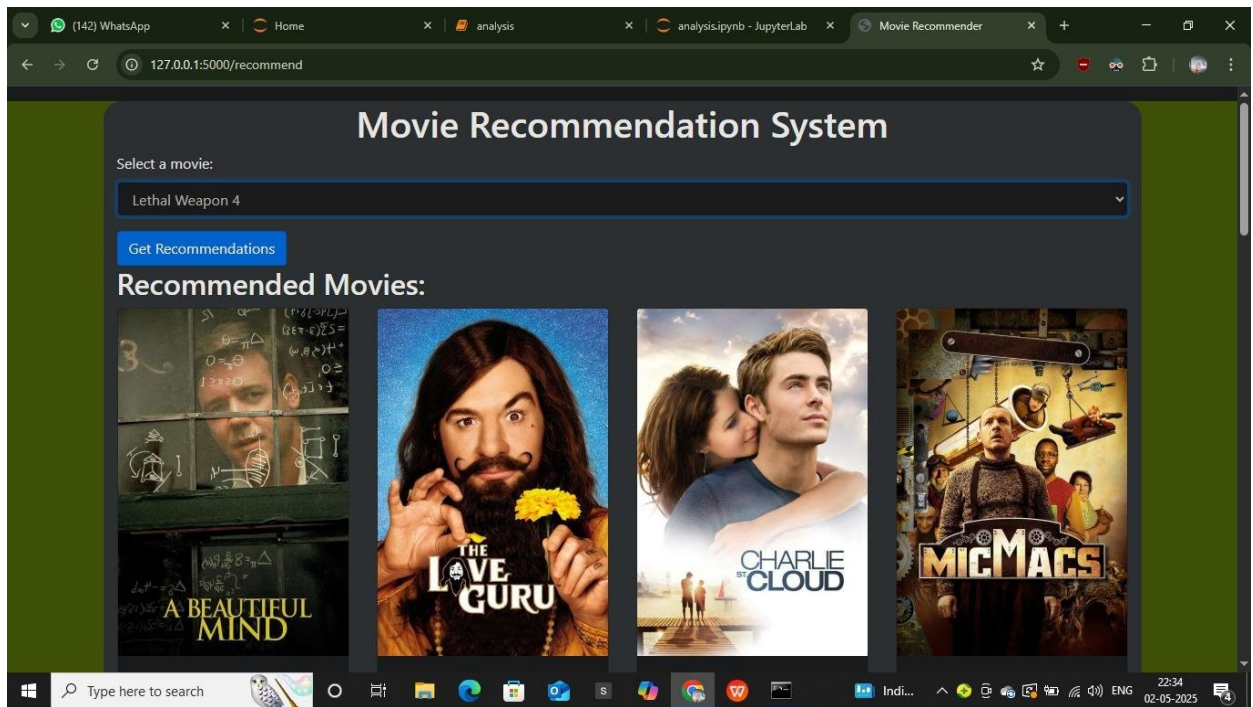 (142) WhatsApp
Home
analysis
analysis.ipynb - JupyterLab
Movie Recommender
127.0.0.1:5000/recommend
Movie Recommendation System
Select a movie:
Lethal Weapon 4
Get Recommendations
Recommended Movies:
A BEAUTIFUL
MIND
THE
LOVE
GURU
CHARLIE
ST. CLOUD
MICMACS
Type here to search
Indi...
ENG
22:34
02-05-2025
4